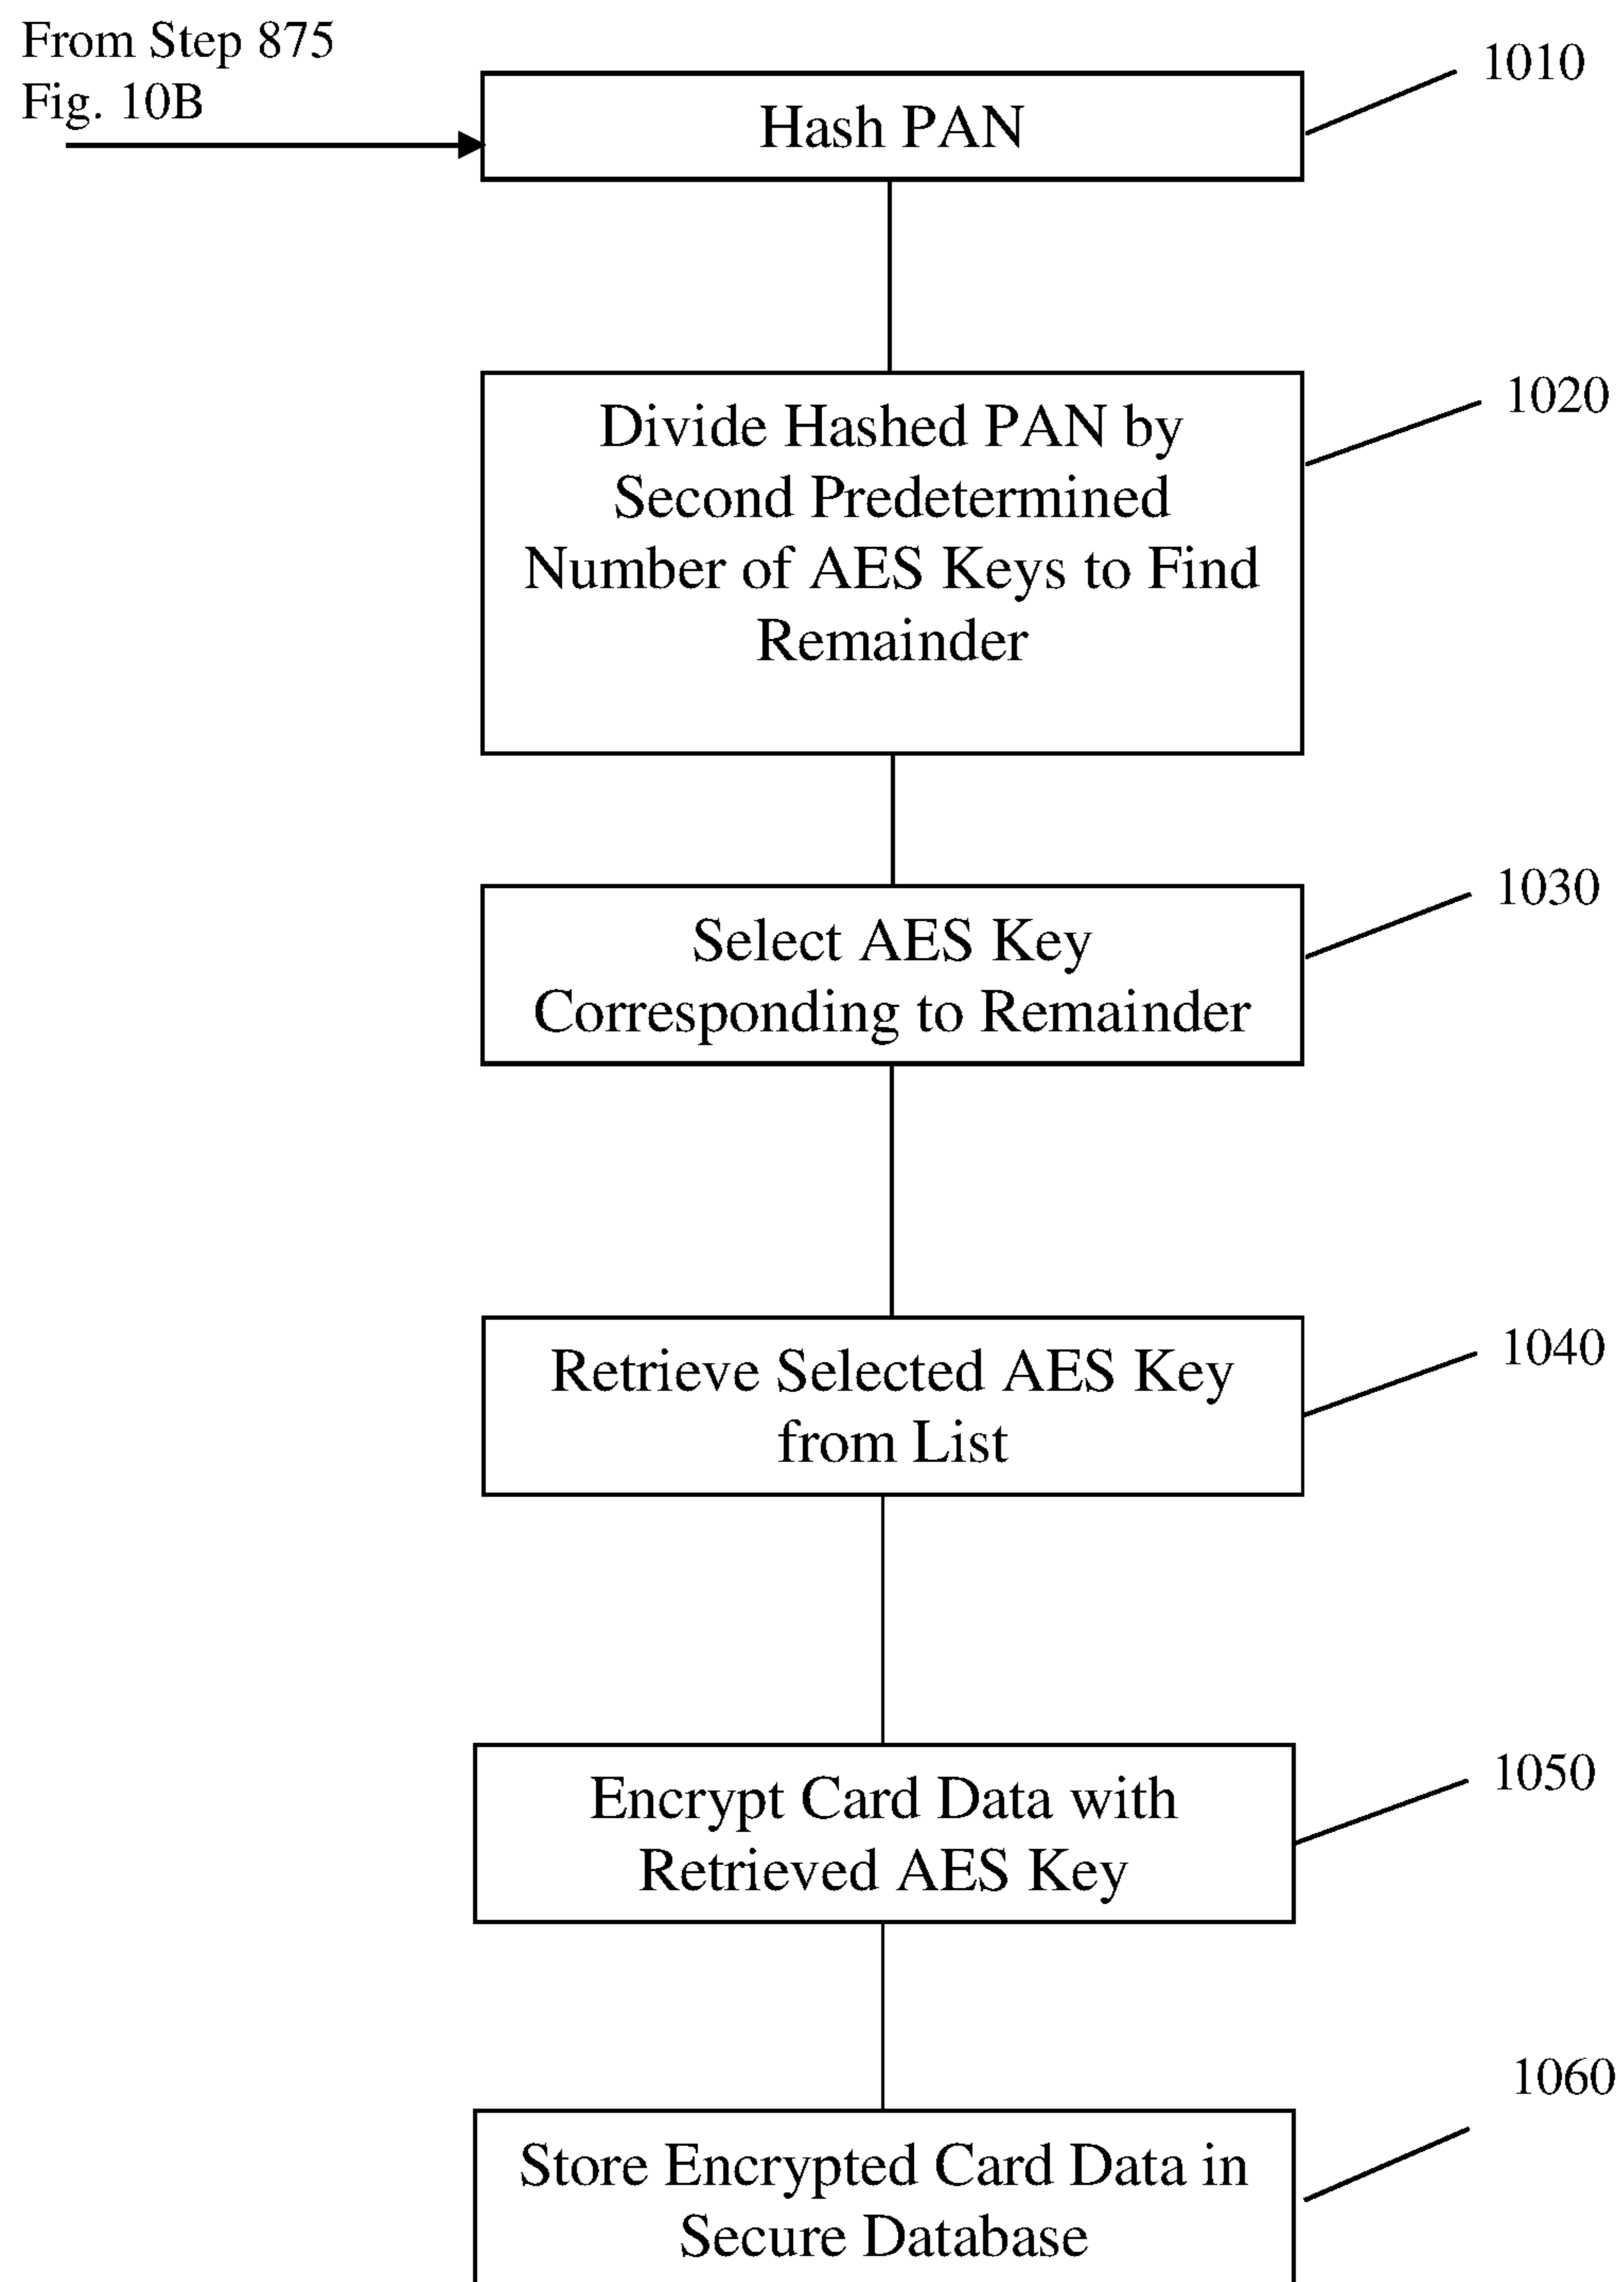 From Step 875
Fig. 10B
1010
Hash PAN
1020
Divide Hashed PAN by
Second Predetermined
Number of AES Keys to Find
Remainder
1030
Select AES Key
Corresponding to Remainder
1040
Retrieve Selected AES Key
from List
1050
Encrypt Card Data with
Retrieved AES Key
1060
Store Encrypted Card Data in
Secure Database